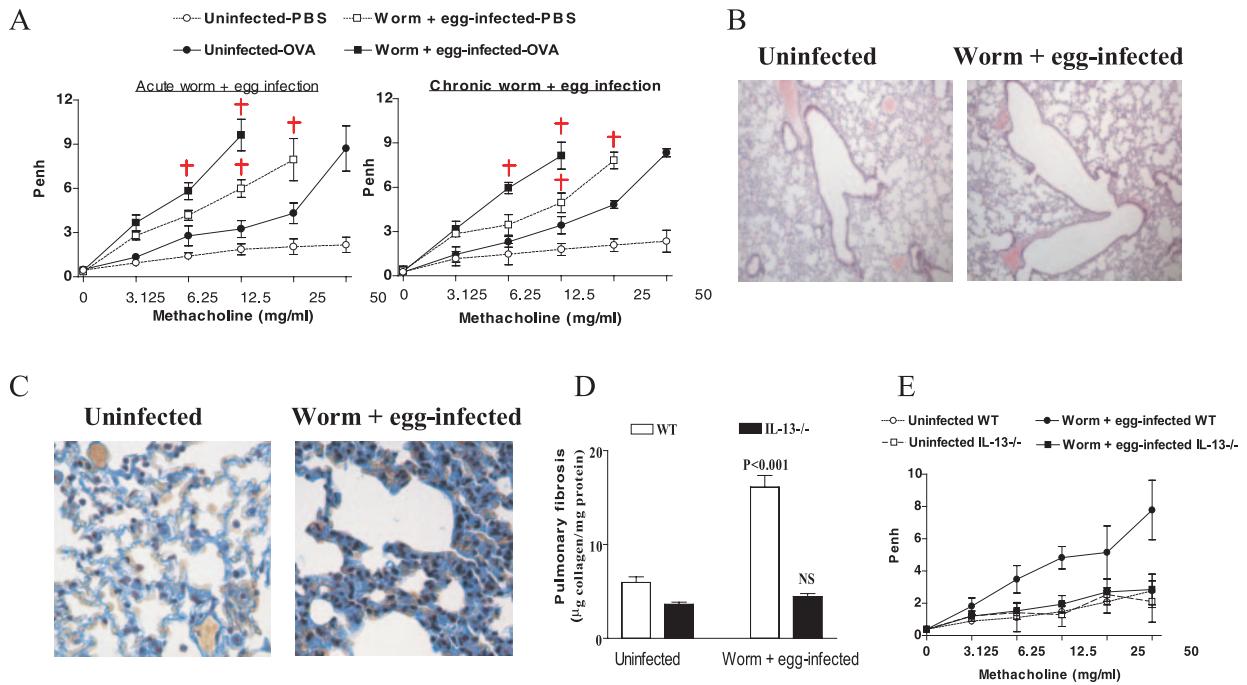 A
Uninfected-PBS
Worm + egg-infected-PBS
Uninfected-OVA
Worm + egg-infected-OVA
Acute worm + egg infection
Chronic worm + egg infection
12
9
6
3
0
Penh
0 3.125 6.25 12.5 25 50
Methacholine (mg/ml)
12
9
6
3
0
0 3.125 6.25 12.5 25 50
Methacholine (mg/ml)
B
Uninfected
Worm + egg-infected
C
Uninfected
Worm + egg-infected
D
WT
IL-13-/-
20
10
0
Pulmonary fibrosis
(μg collagen/mg protein)
P<0.001
NS
Uninfected
Worm + egg-infected
E
Uninfected WT
Worm + egg-infected WT
Uninfected IL-13-/-
Worm + egg-infected IL-13-/-
10
8
6
4
2
0
Penh
0 3.125 6.25 12.5 25 50
Methacholine (mg/ml)